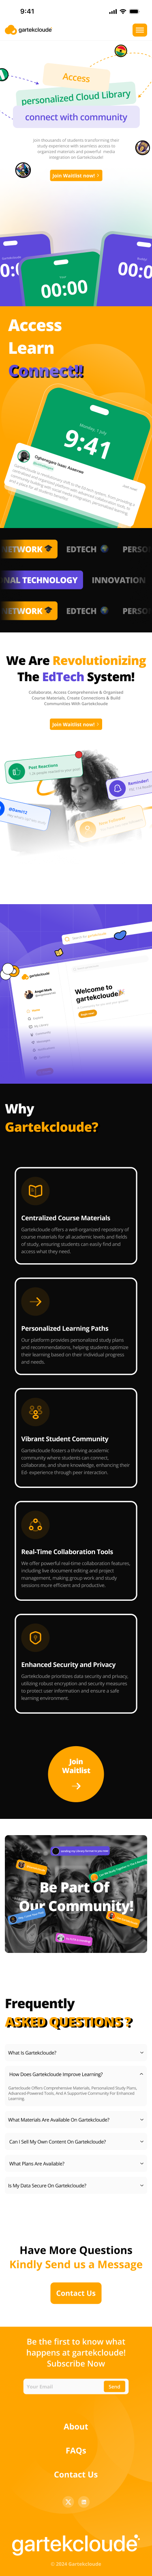 9:41
gartekcloude
Access
personalized Cloud Library
connect with community
Join thousands of students transforming their
study experience with seamless access to
organized materials and powerful media
integration on Gartekcloude!
Join Waitlist now!
00:00
00:0
Access
Learn
Connect!!
Monday, 7 July
9:41
Oghenegare Isaac Asawoei
NETWORK
EDTECH
PERSO
NAL TECHNOLOGY
INNOVATION
NETWORK
EDTECH
PERSO
We Are Revolutionizing
The EdTech System!
Collaborate, Access Comprehensive & Organised
Course Materials, Create Connections & Build
Communities With Gartekcloude
Join Waitlist now!
Post Reactions
Reminder!
gartekcloude
Angel Mark
Welcome to
gartekcloude
Why
Gartekcloude?
Centralized Course Materials
Gartekcloude offers a well-organized repository of
course materials for all academic levels and fields
of study, ensuring students can easily find and
access what they need.
Personalized Learning Paths
Our platform provides personalized study plans
and recommendations, helping students optimize
their learning based on their individual progress
and needs.
Vibrant Student Community
Gartekcloude fosters a thriving academic
community where students can connect,
collaborate, and share knowledge, enhancing their
Ed- experience through peer interaction.
Real-Time Collaboration Tools
We offer powerful real-time collaboration features,
including live document editing and project
management, making group work and study
sessions more efficient and productive.
Enhanced Security and Privacy
Gartekcloude prioritizes data security and privacy,
utilizing robust encryption and security measures
to protect user information and ensure a safe
learning environment.
Join
Waitlist
Be Part Of
Our Community!
Frequently
ASKED QUESTIONS ?
What Is Gartekcloude?
How Does Gartekcloude Improve Learning?
Gartekcloude Offers Comprehensive Materials, Personalized Study Plans,
Advanced-Powered Tools, And A Supportive Community For Enhanced
Learning.
What Materials Are Available On Gartekcloude?
Can I Sell My Own Content On Gartekcloude?
What Plans Are Available?
Is My Data Secure On Gartekcloude?
Have More Questions
Kindly Send us a Message
Contact Us
Be the first to know what
happens at gartekcloude!
Subscribe Now
Your Email
Send
About
FAQs
Contact Us
gartekcloude
© 2024 Gartekcloude